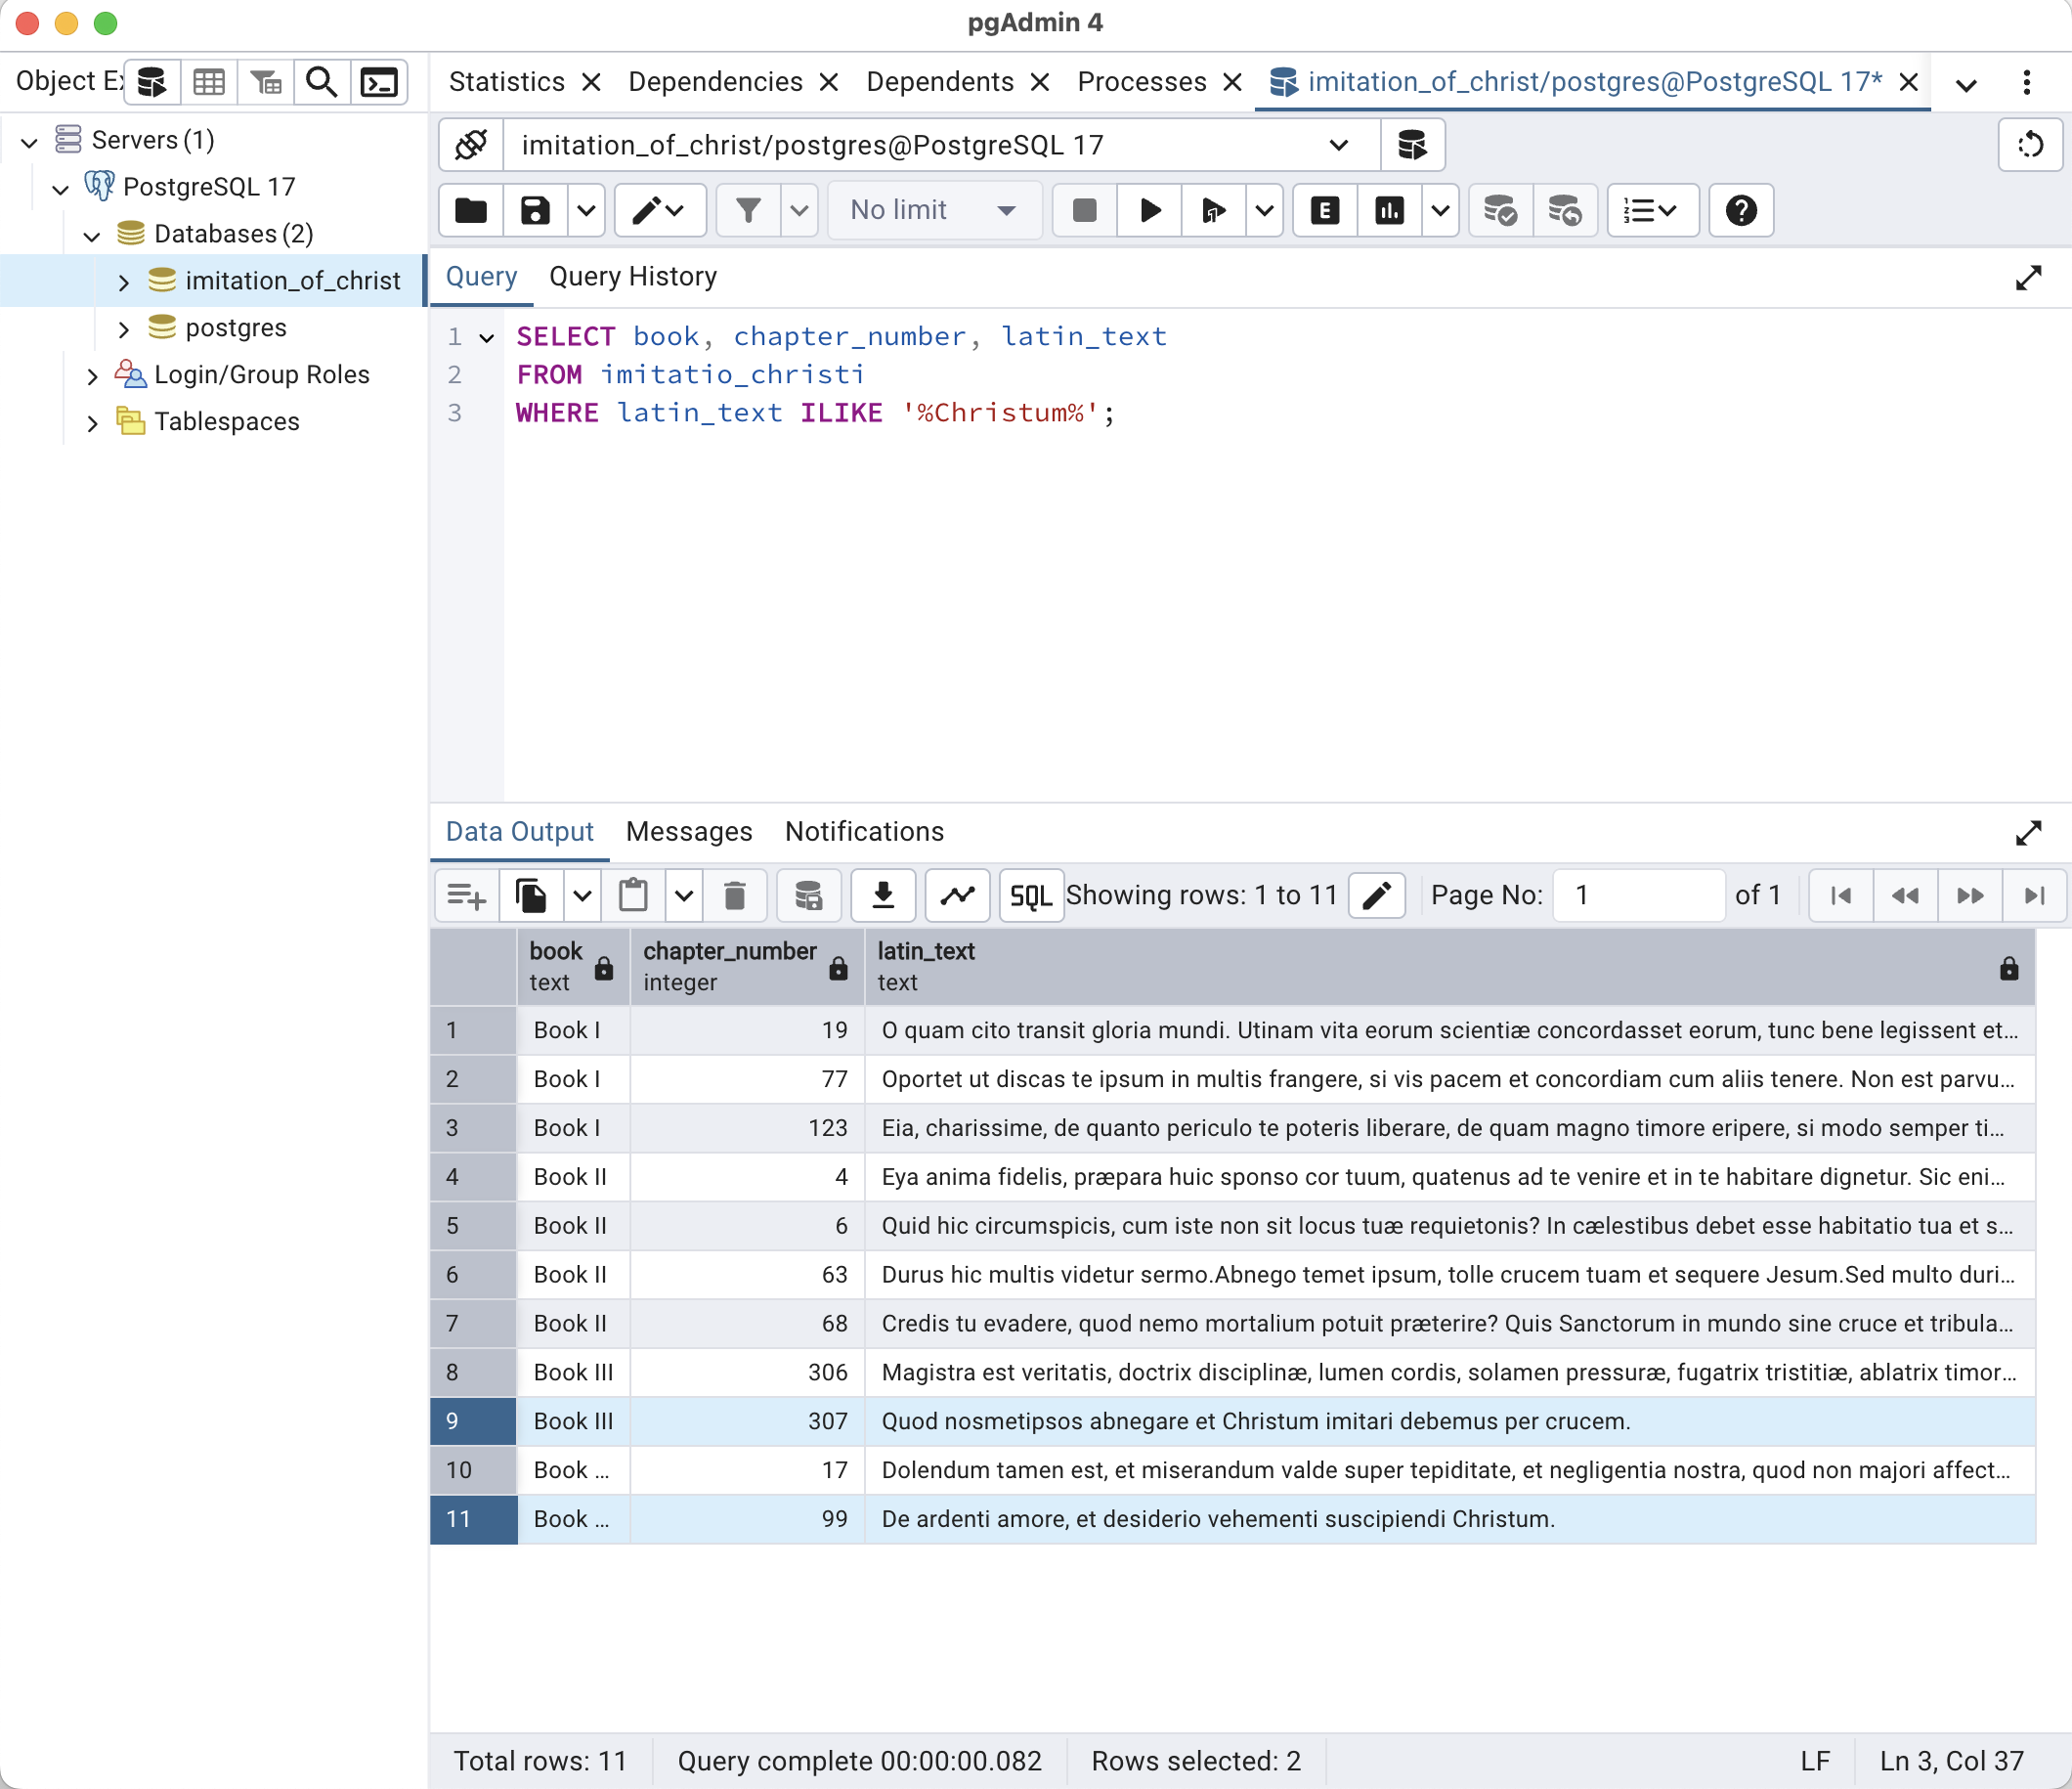 pgAdmin 4
Object Ex
Statistics
Dependencies
Dependents
Processes
imitation_of_christ/postgres@PostgreSQL 17*
Servers (1)
PostgreSQL 17
Databases (2)
imitation_of_christ
postgres
Login/Group Roles
Tablespaces
imitation_of_christ/postgres@PostgreSQL 17
No limit
E
Query
Query History
1 SELECT book, chapter_number, latin_text
2 FROM imitatio_christi
3 WHERE latin_text ILIKE '%Christum%';
Data Output
Messages
Notifications
SQL
Showing rows: 1 to 11
Page No: 1 of 1
book text
chapter_number integer
latin_text text
1 Book I 19 O quam cito transit gloria mundi. Utinam vita eorum scientiæ concordasset eorum, tunc bene legissent et...
2 Book I 77 Oportet ut discas te ipsum in multis frangere, si vis pacem et concordiam cum aliis tenere. Non est parvu...
3 Book I 123 Eia, charissime, de quanto periculo te poteris liberare, de quam magno timore eripere, si modo semper ti...
4 Book II 4 Eya anima fidelis, præpara huic sponso cor tuum, quatenus ad te venire et in te habitare dignetur. Sic eni...
5 Book II 6 Quid hic circumspicis, cum iste non sit locus tuæ requietonis? In cælestibus debet esse habitatio tua et s...
6 Book II 63 Durus hic multis videtur sermo.Abnego temet ipsum, tolle crucem tuam et sequere Jesum.Sed multo duri...
7 Book II 68 Credis tu evadere, quod nemo mortalium potuit præterire? Quis Sanctorum in mundo sine cruce et tribula...
8 Book III 306 Magistra est veritatis, doctrix disciplinæ, lumen cordis, solamen pressuræ, fugatrix tristitiæ, ablatrix timor...
9 Book III 307 Quod nosmetipsos abnegare et Christum imitari debemus per crucem.
10 Book ... 17 Dolendum tamen est, et miserandum valde super tepiditate, et negligentia nostra, quod non majori affect...
11 Book ... 99 De ardenti amore, et desiderio vehementi suscipiendi Christum.
Total rows: 11
Query complete 00:00:00.082
Rows selected: 2
LF
Ln 3, Col 37